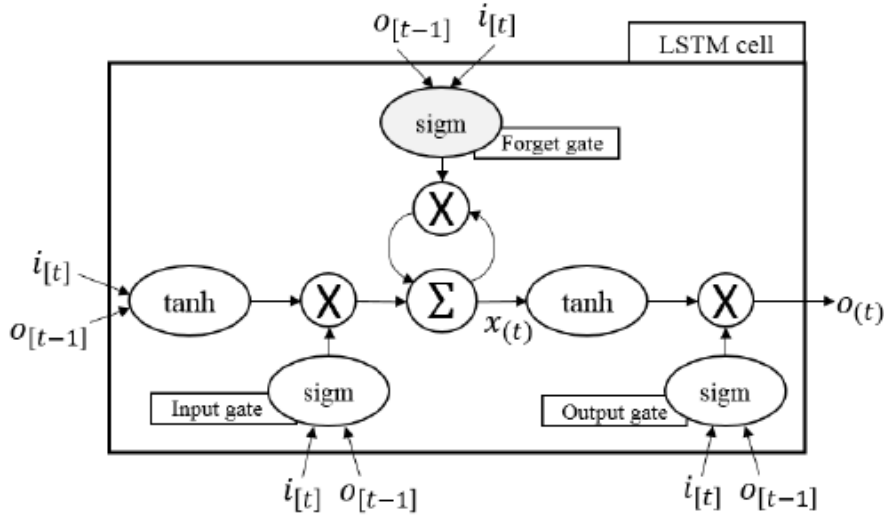 o[t−1] i[t]
LSTM cell
sigm
Forget gate
X
i[t]
o[t−1]
tanh
X
Σ
x(t)
tanh
X
o(t)
Input gate
sigm
Output gate
sigm
i[t] o[t−1]
i[t] o[t−1]